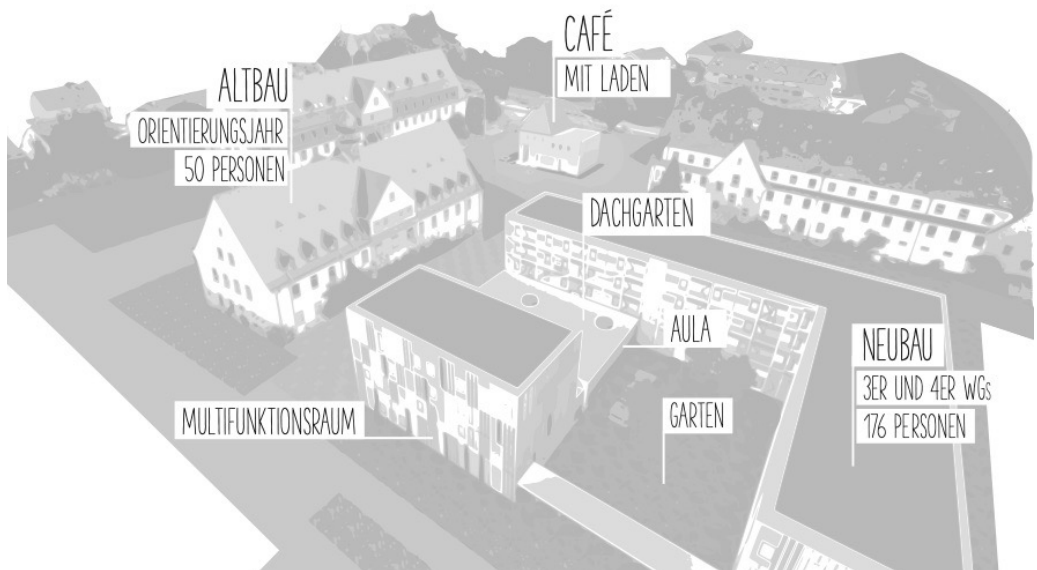 CAFÉ
MIT LADEN
ALTBAU
ORIENTIERUNGSJAHR
50 PERSONEN
DACHGARTEN
AULA
NEUBAU
3ER UND 4ER WGs
176 PERSONEN
MULTIFUNKTIONSRAUM
GARTEN